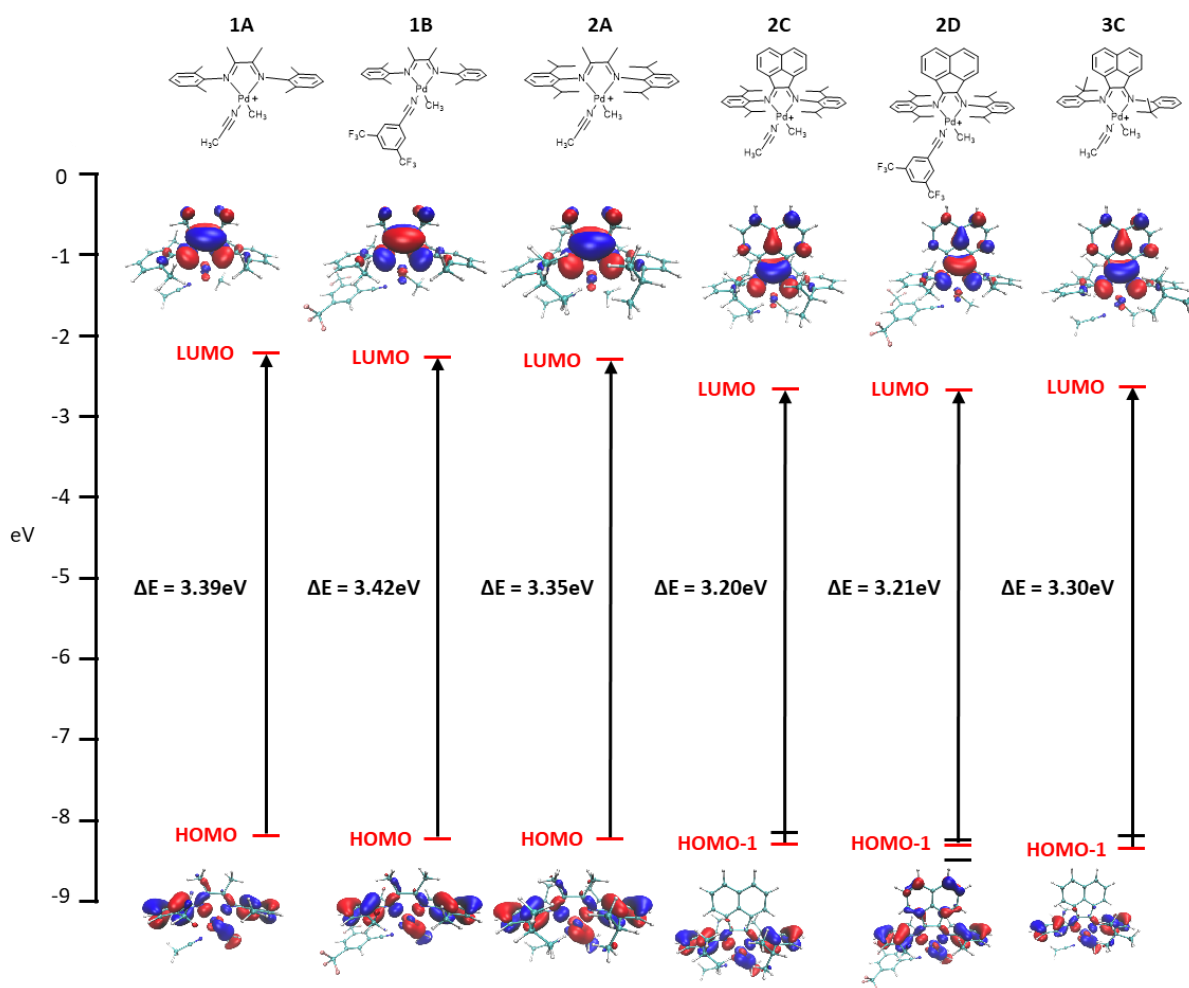 1A 1B 2A 2C 2D 3C
N N N N N N N N N N N N
Pd+ Pd Pd+ Pd+ Pd+ Pd+
N CH3 N + CH3 N CH3 N CH3 N CH3 N CH3
H3C F3C H3C H3C F3C H3C
CF3 CF3
0
-1
-2
LUMO LUMO LUMO LUMO LUMO LUMO
-3
-4
eV
-5
ΔE = 3.39eV ΔE = 3.42eV ΔE = 3.35eV ΔE = 3.20eV ΔE = 3.21eV ΔE = 3.30eV
-6
-7
-8
HOMO HOMO HOMO HOMO-1 HOMO-1 HOMO-1
-9